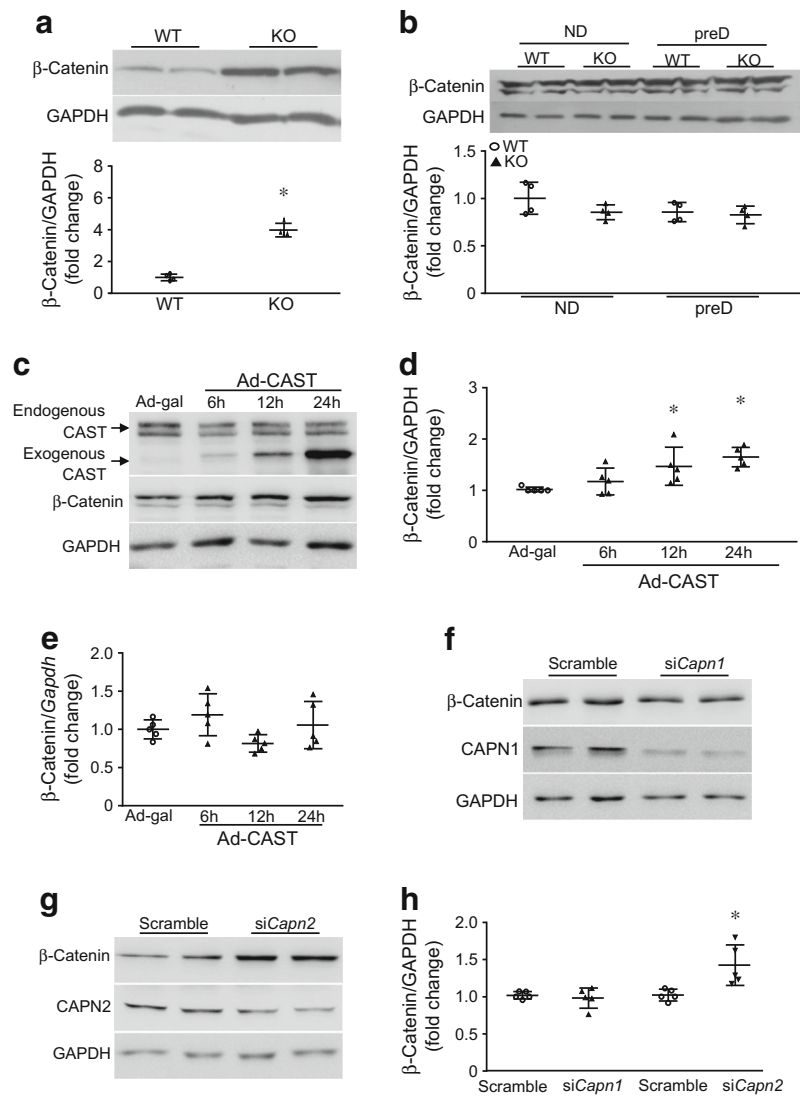 a
WT KO
β-Catenin
GAPDH
β-Catenin/GAPDH
(fold change)
8
6
4
2
0
*
WT KO
b
ND preD
WT KO WT KO
β-Catenin
GAPDH
β-Catenin/GAPDH
(fold change)
1.5
1.0
0.5
0
WT
KO
ND preD
c
Ad-CAST
Ad-gal 6h 12h 24h
Endogenous
CAST
Exogenous
CAST
β-Catenin
GAPDH
d
β-Catenin/GAPDH
(fold change)
3
2
1
0
* *
Ad-gal 6h 12h 24h
Ad-CAST
e
β-Catenin/Gapdh
(fold change)
2.0
1.5
1.0
0.5
0
Ad-gal 6h 12h 24h
Ad-CAST
f
Scramble siCapn1
β-Catenin
CAPN1
GAPDH
g
Scramble siCapn2
β-Catenin
CAPN2
GAPDH
h
β-Catenin/GAPDH
(fold change)
2.0
1.5
1.0
0.5
0
*
Scramble siCapn1 Scramble siCapn2